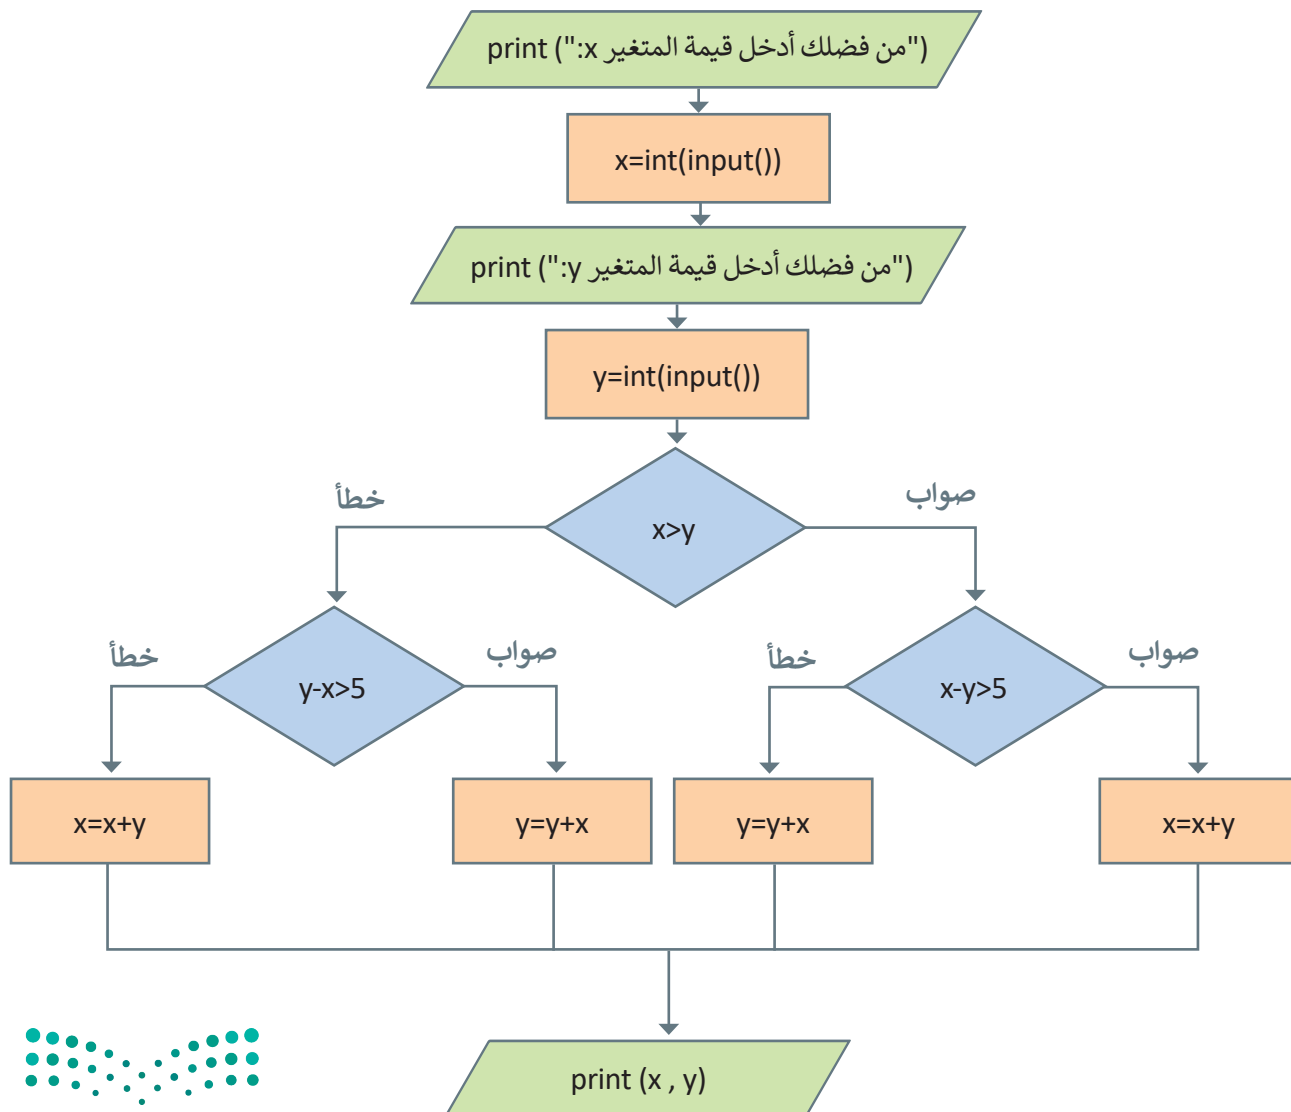 print ("من فضلك أدخل قيمة المتغير x:")
x=int(input())
print ("من فضلك أدخل قيمة المتغير y:")
y=int(input())
x>y
خطأ
صواب
y-x>5
خطأ
صواب
x-y>5
خطأ
صواب
x=x+y
y=y+x
y=y+x
x=x+y
print (x , y)